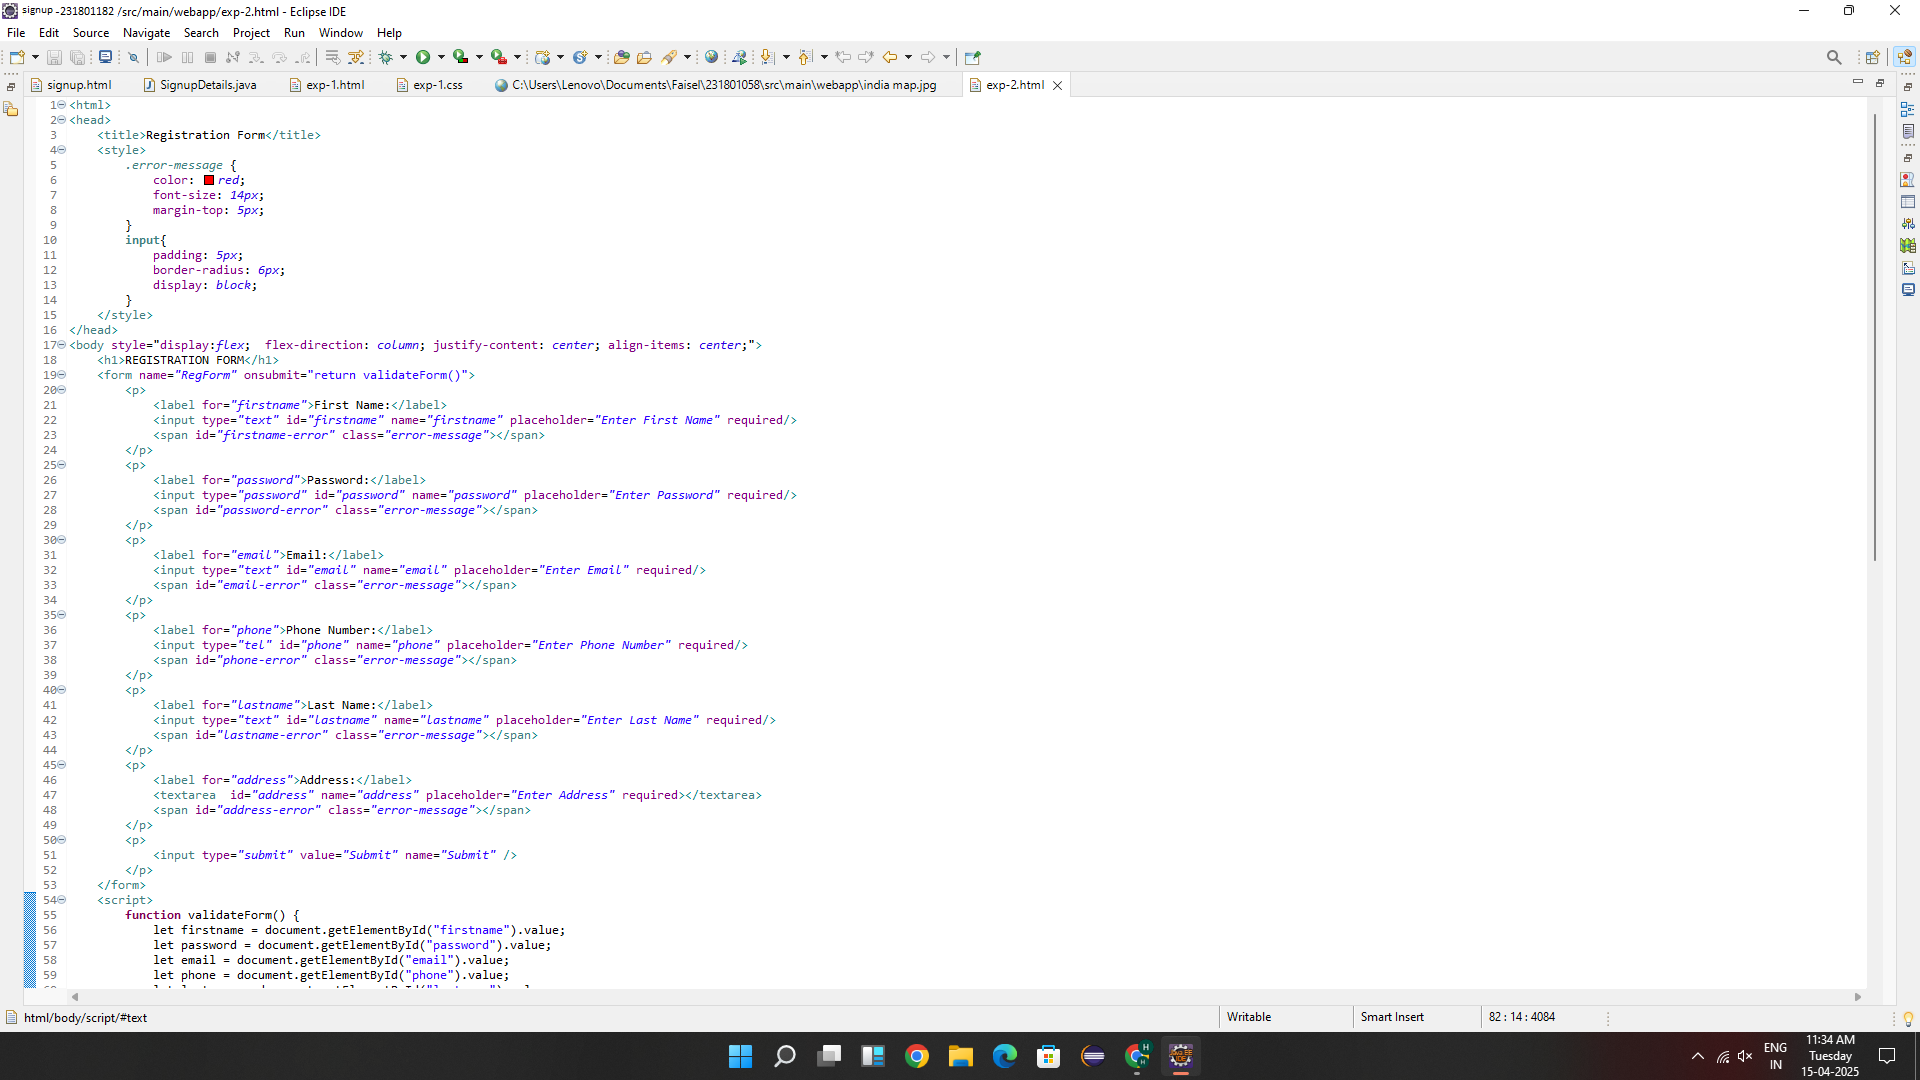 signup -231801182 /src/main/webapp/exp-2.html - Eclipse IDE
File Edit Source Navigate Search Project Run Window Help
signup.html SignupDetails.java exp-1.html exp-1.css C:\Users\Lenovo\Documents\Faisel\231801058\src\main\webapp\india map.jpg exp-2.html
1 <html>
2 <head>
3     <title>Registration Form</title>
4     <style>
5         .error-message {
6             color: red;
7             font-size: 14px;
8             margin-top: 5px;
9         }
10         input{
11             padding: 5px;
12             border-radius: 6px;
13             display: block;
14         }
15     </style>
16 </head>
17 <body style="display:flex;  flex-direction: column; justify-content: center; align-items: center;">
18     <h1>REGISTRATION FORM</h1>
19     <form name="RegForm" onsubmit="return validateForm()">
20         <p>
21             <label for="firstname">First Name:</label>
22             <input type="text" id="firstname" name="firstname" placeholder="Enter First Name" required/>
23             <span id="firstname-error" class="error-message"></span>
24         </p>
25         <p>
26             <label for="password">Password:</label>
27             <input type="password" id="password" name="password" placeholder="Enter Password" required/>
28             <span id="password-error" class="error-message"></span>
29         </p>
30         <p>
31             <label for="email">Email:</label>
32             <input type="text" id="email" name="email" placeholder="Enter Email" required/>
33             <span id="email-error" class="error-message"></span>
34         </p>
35         <p>
36             <label for="phone">Phone Number:</label>
37             <input type="tel" id="phone" name="phone" placeholder="Enter Phone Number" required/>
38             <span id="phone-error" class="error-message"></span>
39         </p>
40         <p>
41             <label for="lastname">Last Name:</label>
42             <input type="text" id="lastname" name="lastname" placeholder="Enter Last Name" required/>
43             <span id="lastname-error" class="error-message"></span>
44         </p>
45         <p>
46             <label for="address">Address:</label>
47             <textarea  id="address" name="address" placeholder="Enter Address" required></textarea>
48             <span id="address-error" class="error-message"></span>
49         </p>
50         <p>
51             <input type="submit" value="Submit" name="Submit" />
52         </p>
53     </form>
54     <script>
55         function validateForm() {
56             let firstname = document.getElementById("firstname").value;
57             let password = document.getElementById("password").value;
58             let email = document.getElementById("email").value;
59             let phone = document.getElementById("phone").value;
html/body/script/#text Writable Smart Insert 82 : 14 : 4084
ENG
IN
11:34 AM
Tuesday
15-04-2025